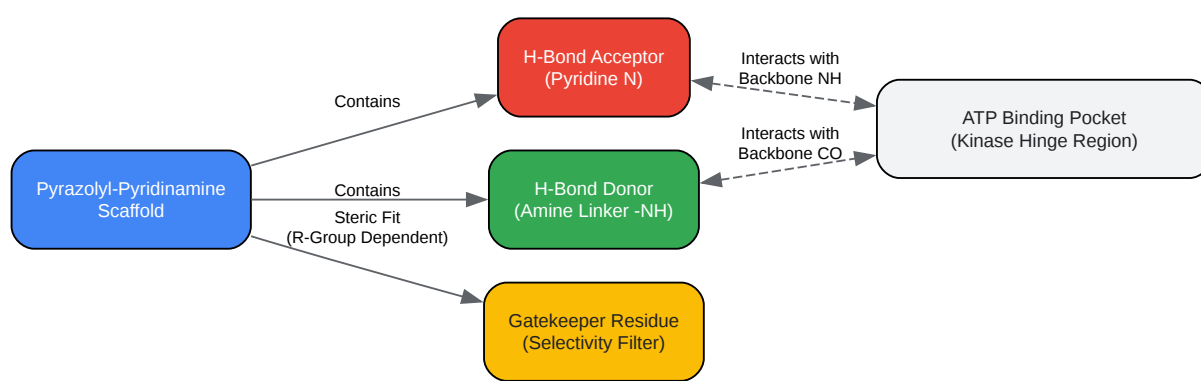 Pyrazolyl-Pyridinamine
Scaffold
Contains
Contains
Steric Fit
(R-Group Dependent)
H-Bond Acceptor
(Pyridine N)
H-Bond Donor
(Amine Linker -NH)
Gatekeeper Residue
(Selectivity Filter)
Interacts with
Backbone NH
Interacts with
Backbone CO
ATP Binding Pocket
(Kinase Hinge Region)